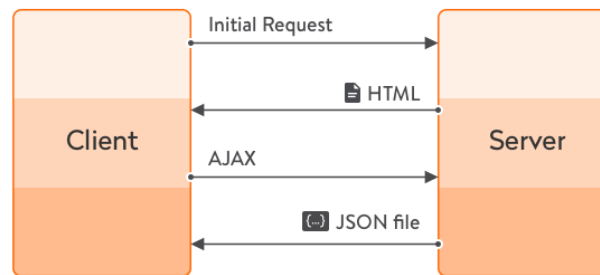 Initial Request
HTML
Client
Server
AJAX
{...} JSON file